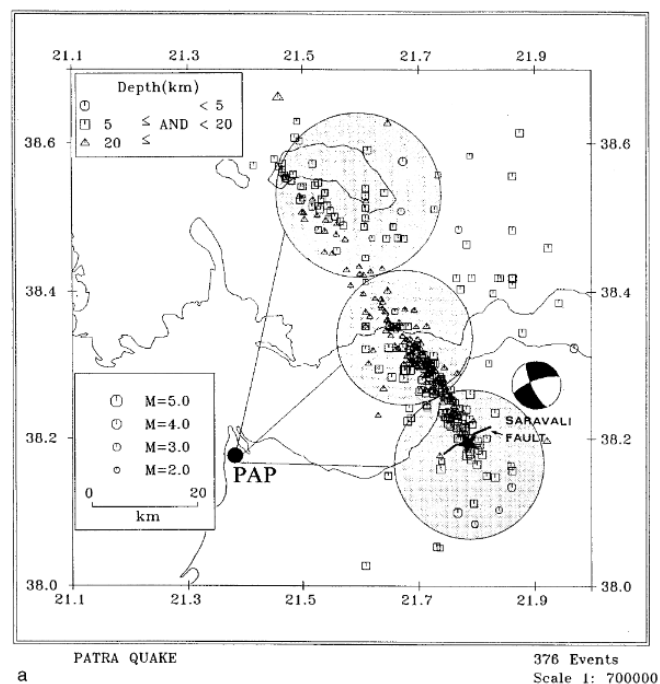 21.1 21.3 21.5 21.7 21.9
Depth(km)
< 5
5 ≤ AND < 20
20 ≤
38.6 38.6
38.4 38.4
M=5.0
M=4.0
M=3.0
M=2.0
0 20
km
SARAVALI
FAULT
38.2 38.2
PAP
38.0 38.0
21.1 21.3 21.5 21.7 21.9
PATRA QUAKE
376 Events
Scale 1: 700000
a